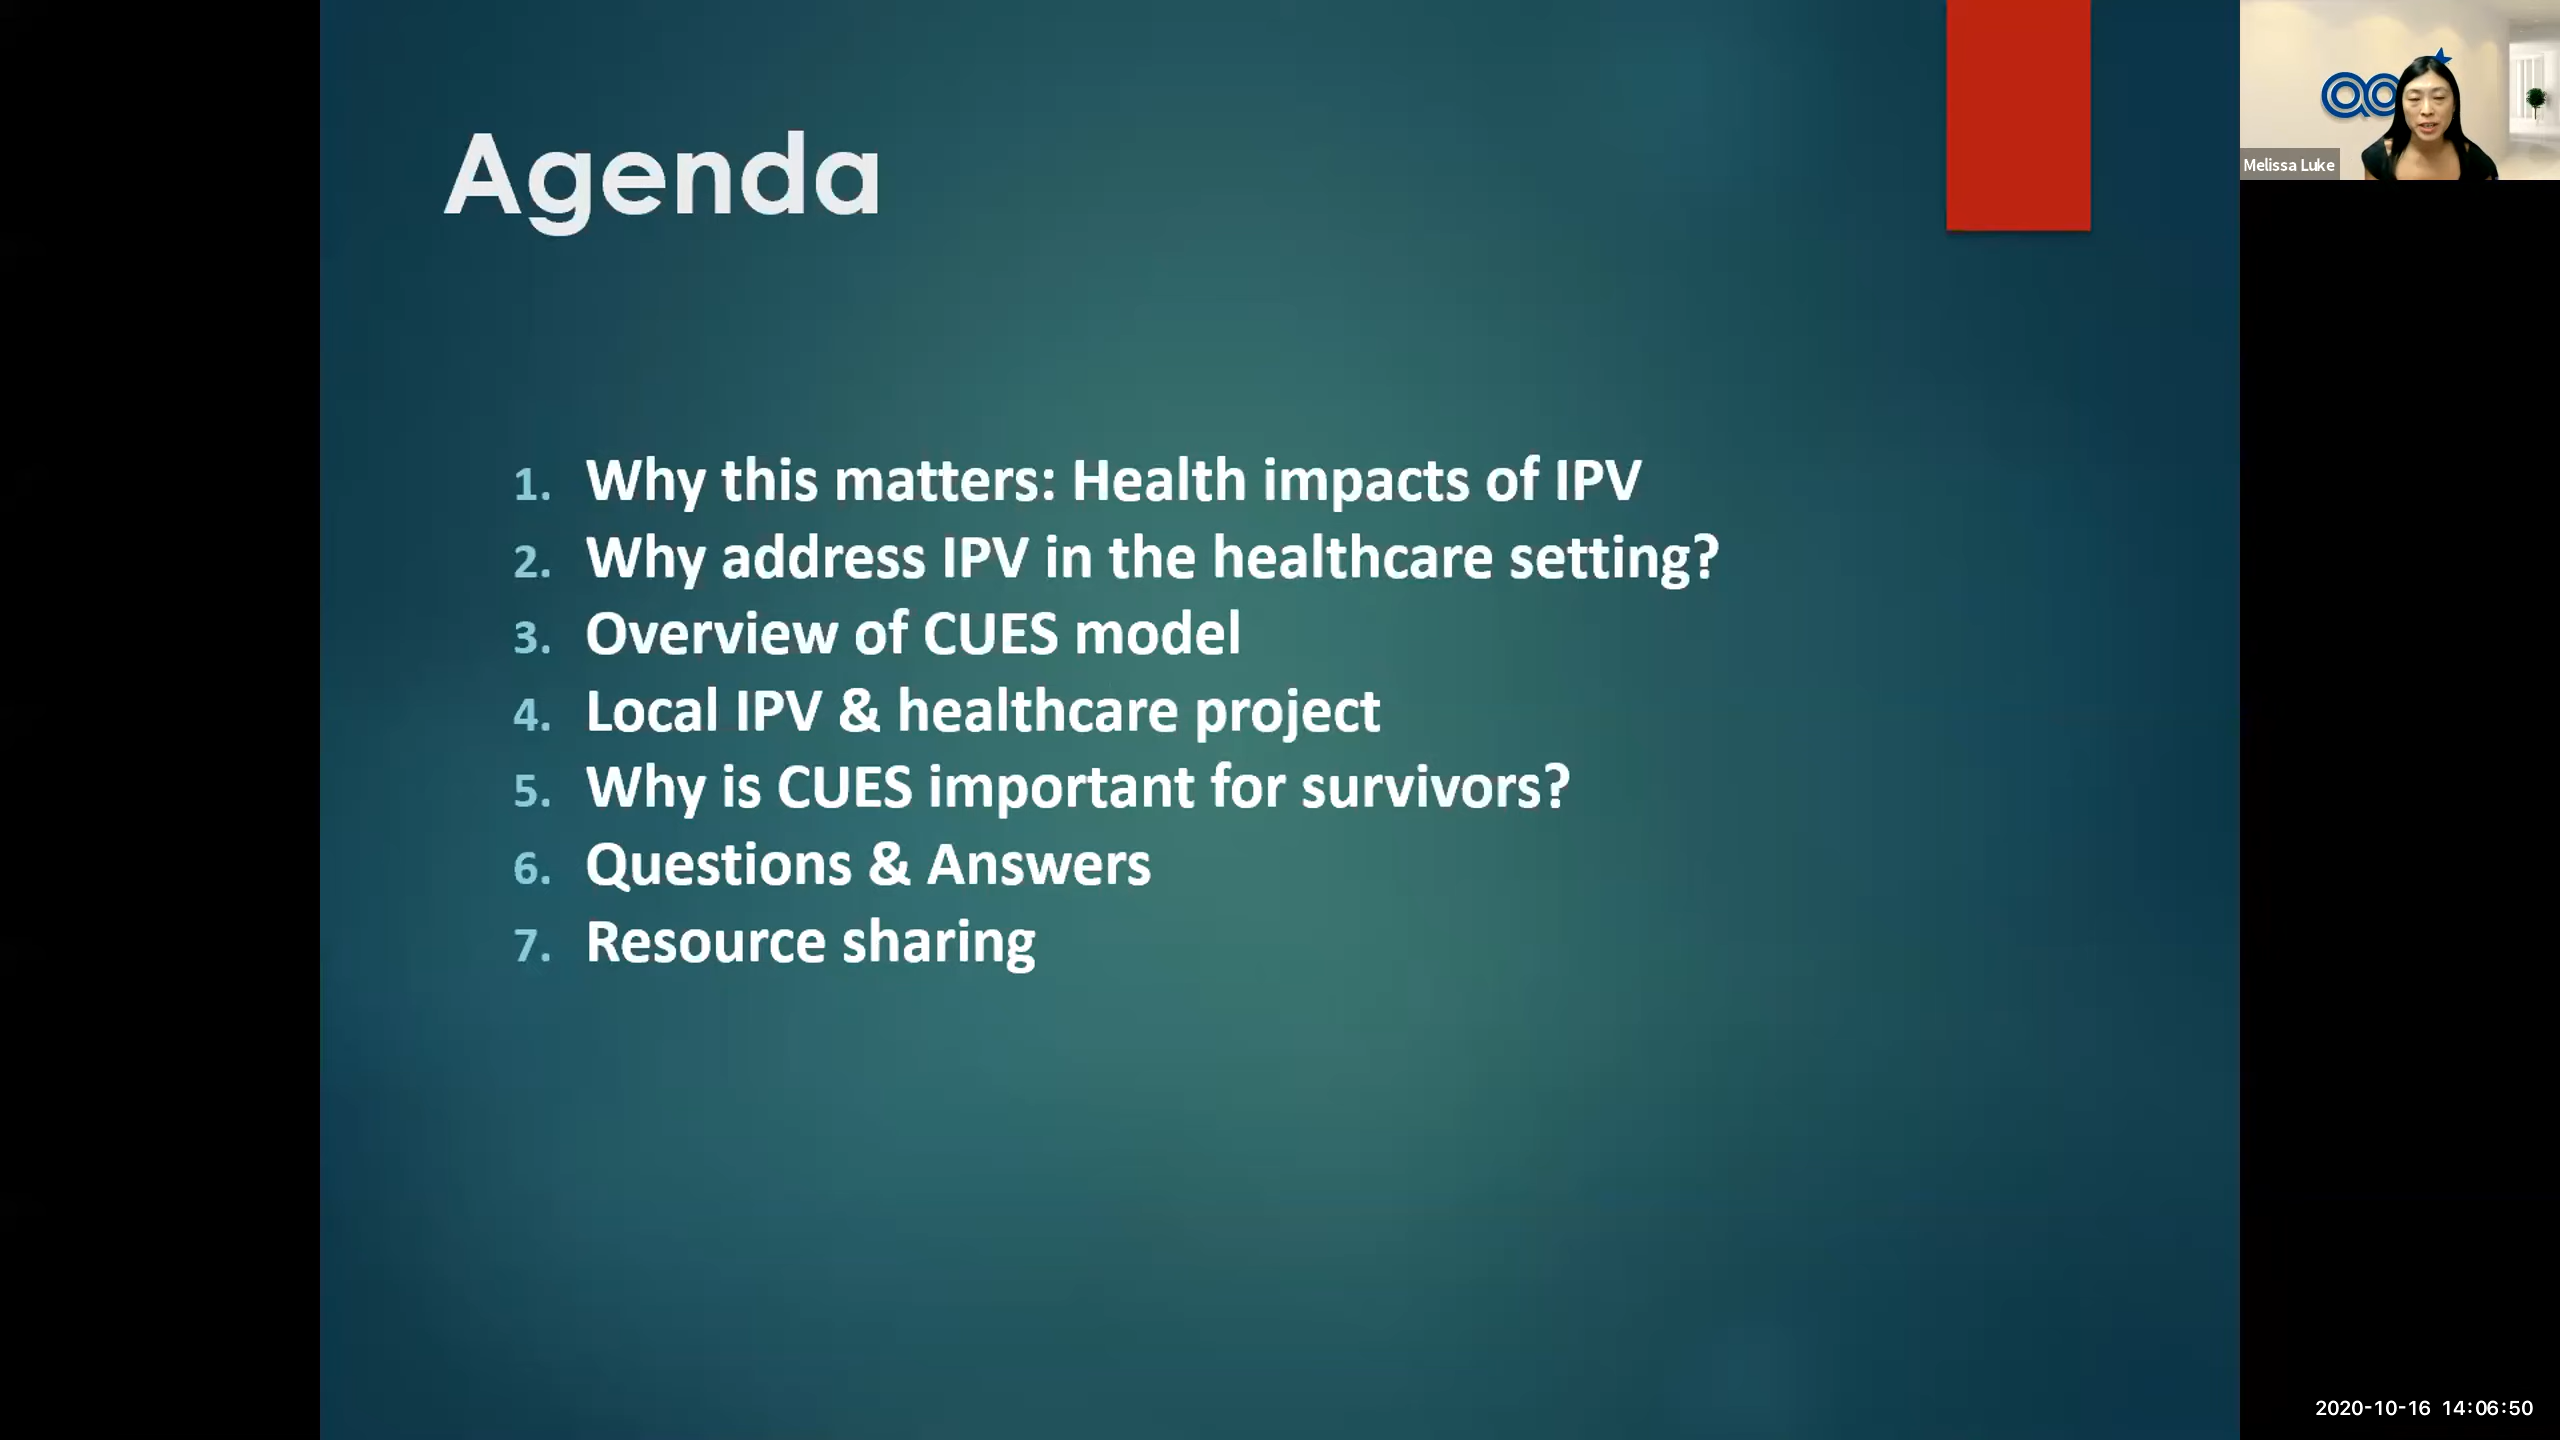 Agenda
1. Why this matters: Health impacts of IPV
2. Why address IPV in the healthcare setting?
3. Overview of CUES model
4. Local IPV & healthcare project
5. Why is CUES important for survivors?
6. Questions & Answers
7. Resource sharing
Melissa Luke
2020-10-16 14:06:50